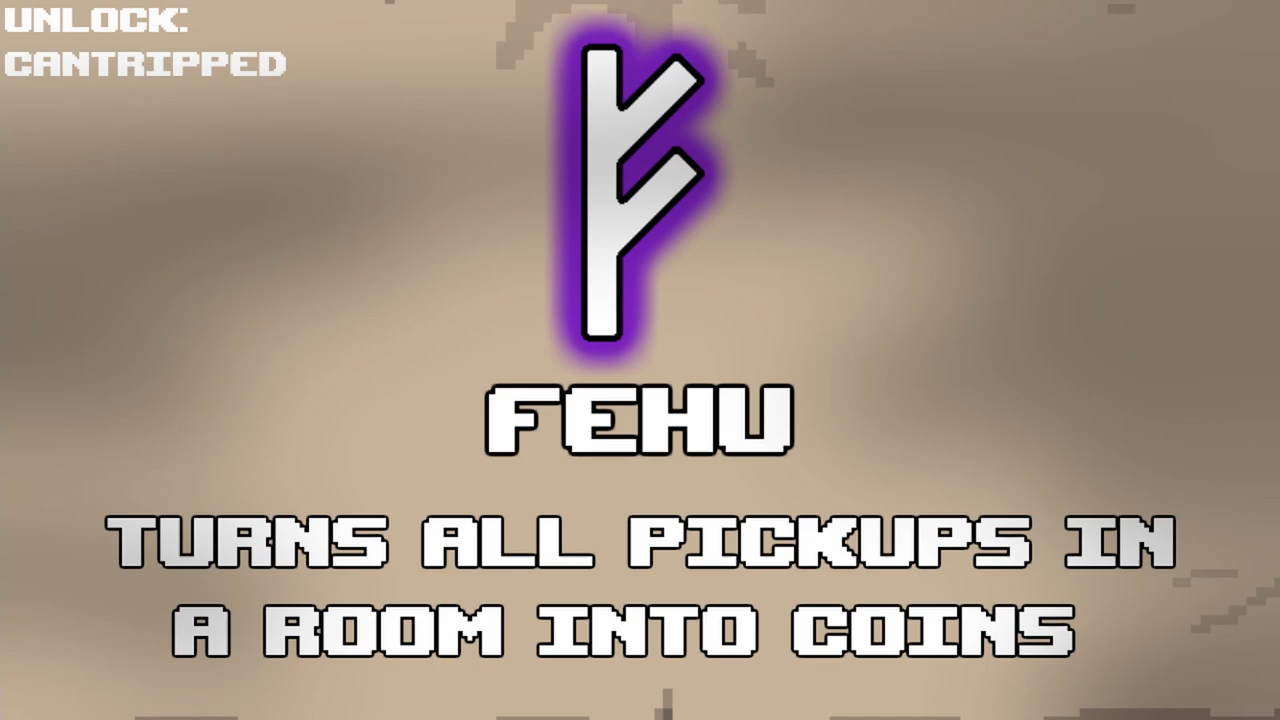 UNLOCK:
CANTRIPPED
ᚠ
FEHU
TURNS ALL PICKUPS IN
A ROOM INTO COINS